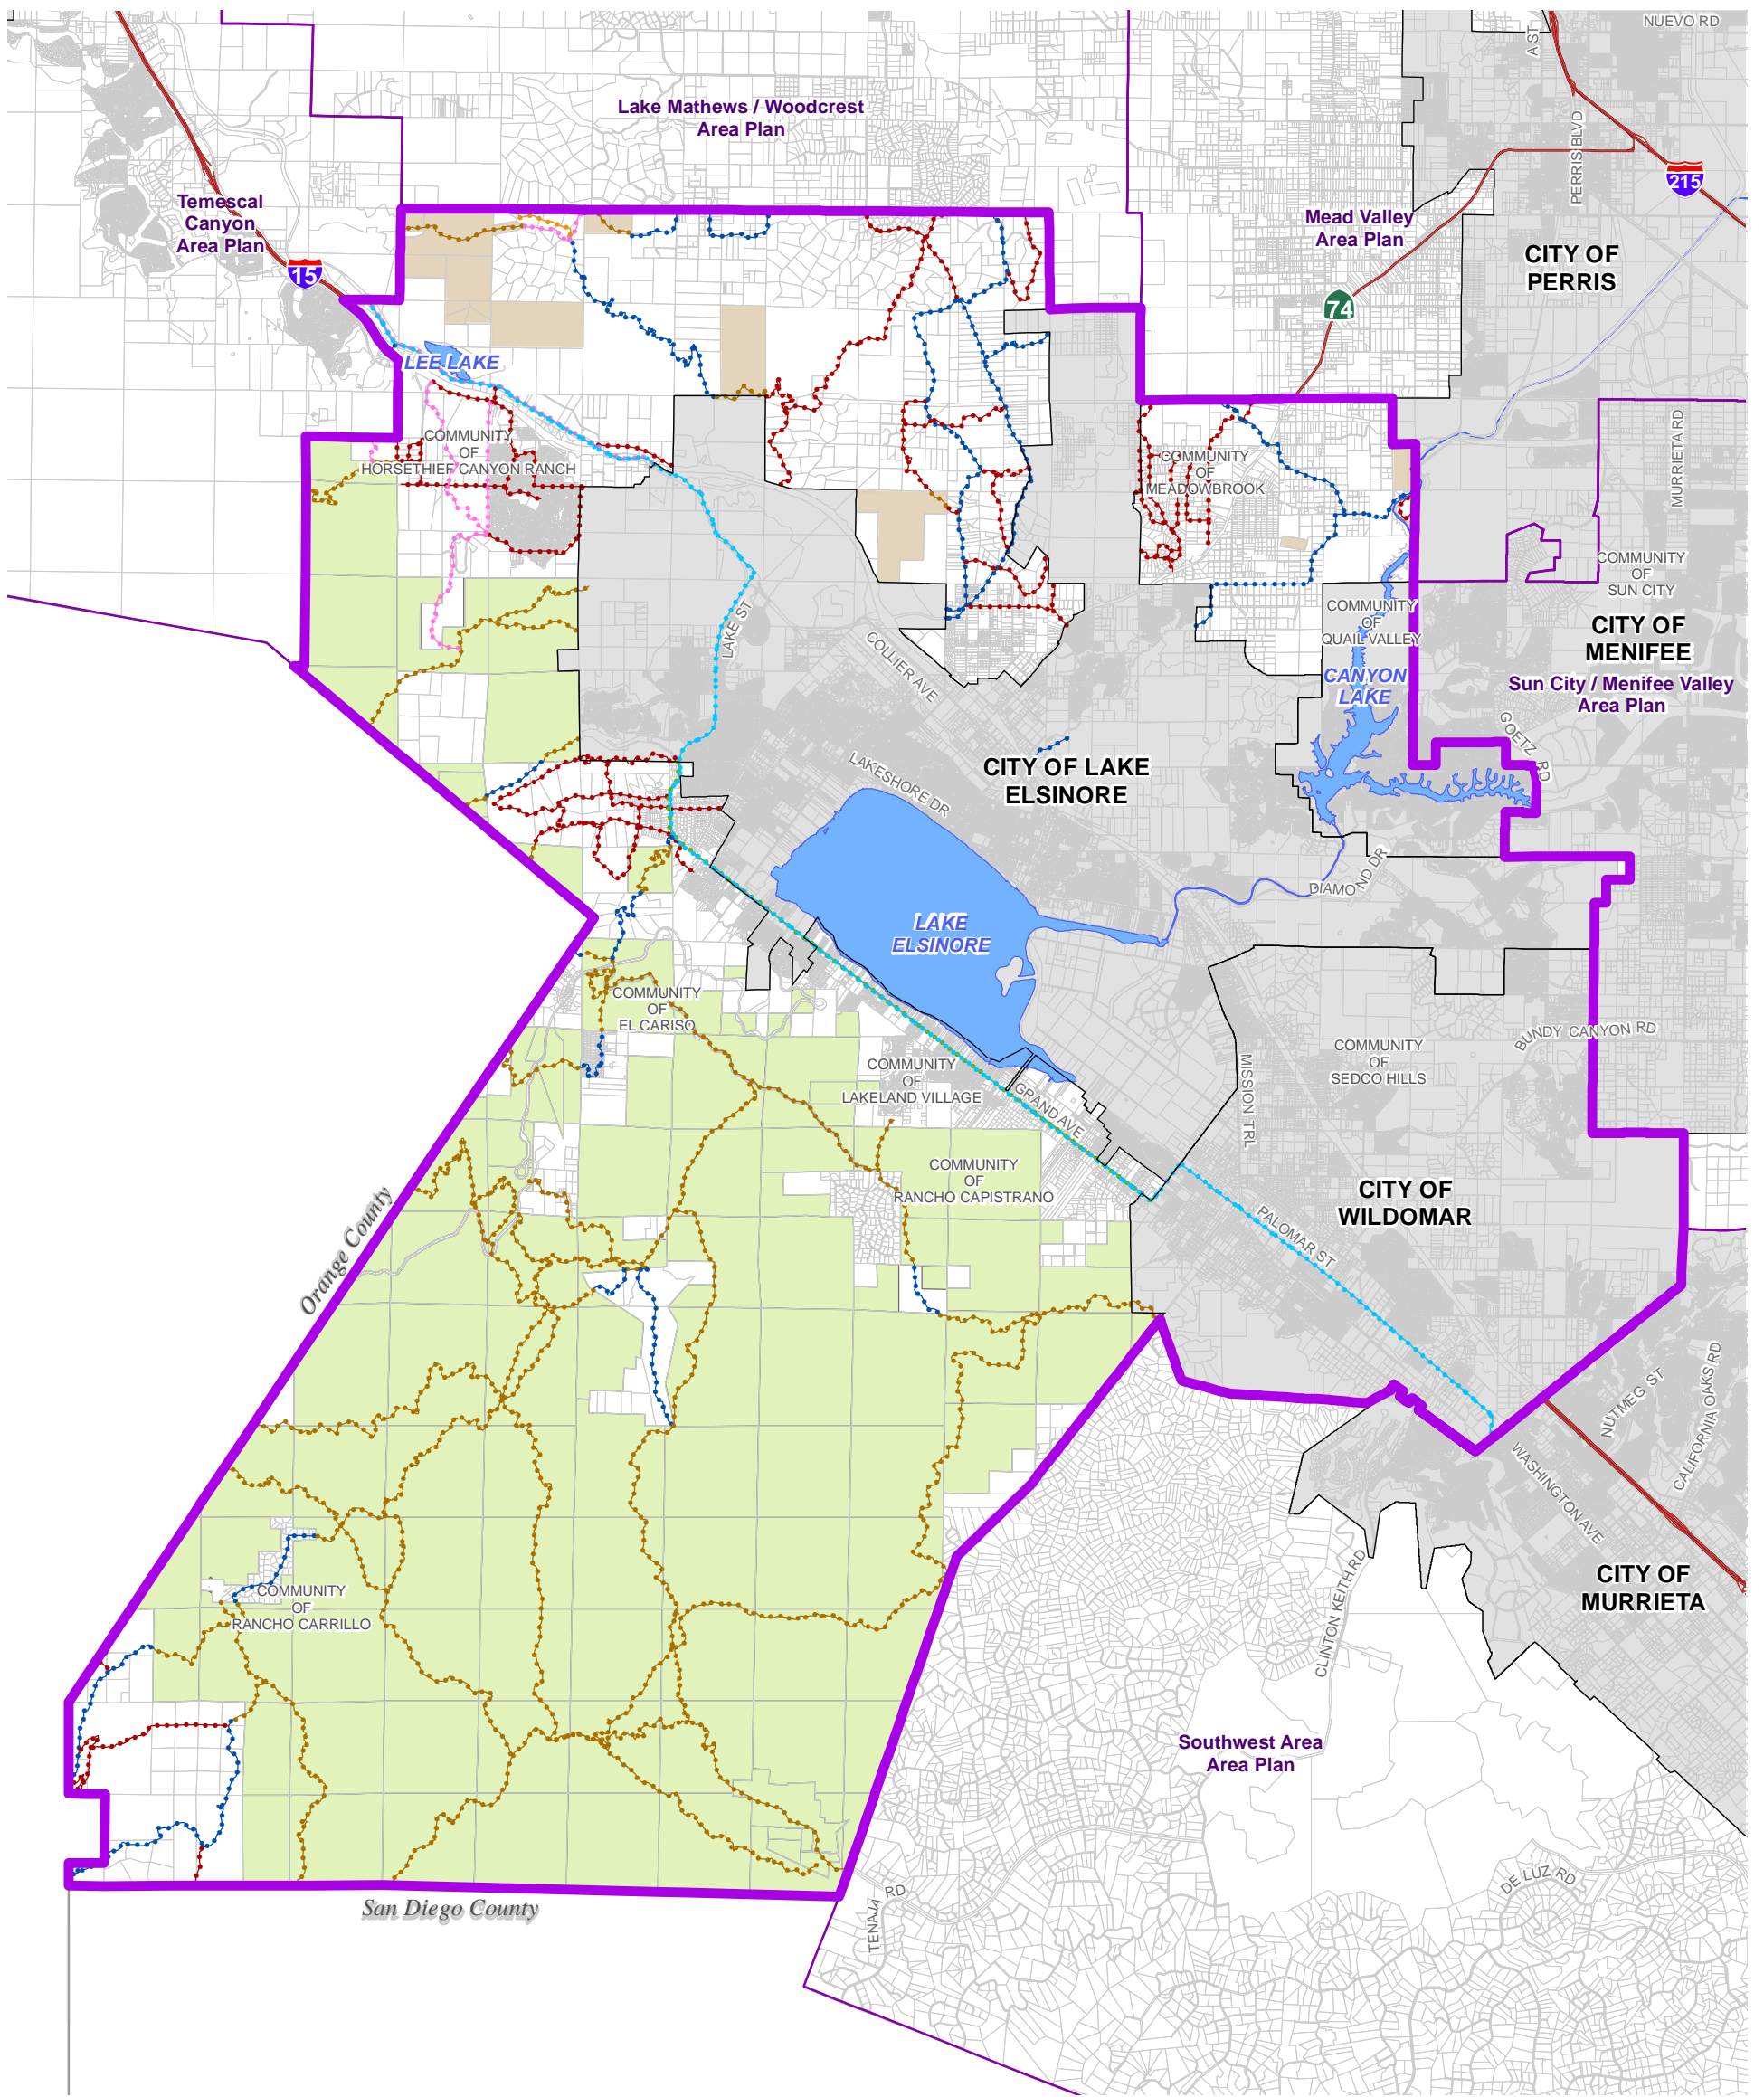 NUEVO RD
A ST
PERRIS BLVD
Lake Mathews / Woodcrest
Area Plan
215
Temescal
Canyon
Area Plan
Mead Valley
Area Plan
CITY OF
PERRIS
15
74
LEE LAKE
COMMUNITY
OF
HORSETHIEF CANYON RANCH
COMMUNITY
OF
MEADOWBROOK
MURRIETA RD
COMMUNITY
OF
SUN CITY
COMMUNITY
OF
QUAIL VALLEY
CITY OF
MENIFEE
LAKE ST
COLLIER AVE
CANYON
LAKE
Sun City / Menifee Valley
Area Plan
GOETZ RD
LAKESHORE DR
CITY OF LAKE
ELSINORE
DIAMOND DR
LAKE
ELSINORE
COMMUNITY
OF
EL CARISO
BUNDY CANYON RD
COMMUNITY
OF
SEDCO HILLS
MISSION TRL
COMMUNITY
OF
LAKELAND VILLAGE
GRAND AVE
COMMUNITY
OF
RANCHO CAPISTRANO
CITY OF
WILDOMAR
PALOMAR ST
Orange County
NUTMEG ST
CALIFORNIA OAKS RD
WASHINGTON AVE
CLINTON KEITH RD
CITY OF
MURRIETA
COMMUNITY
OF
RANCHO CARRILLO
Southwest Area
Area Plan
San Diego County
TENAJA RD
DE LUZ RD